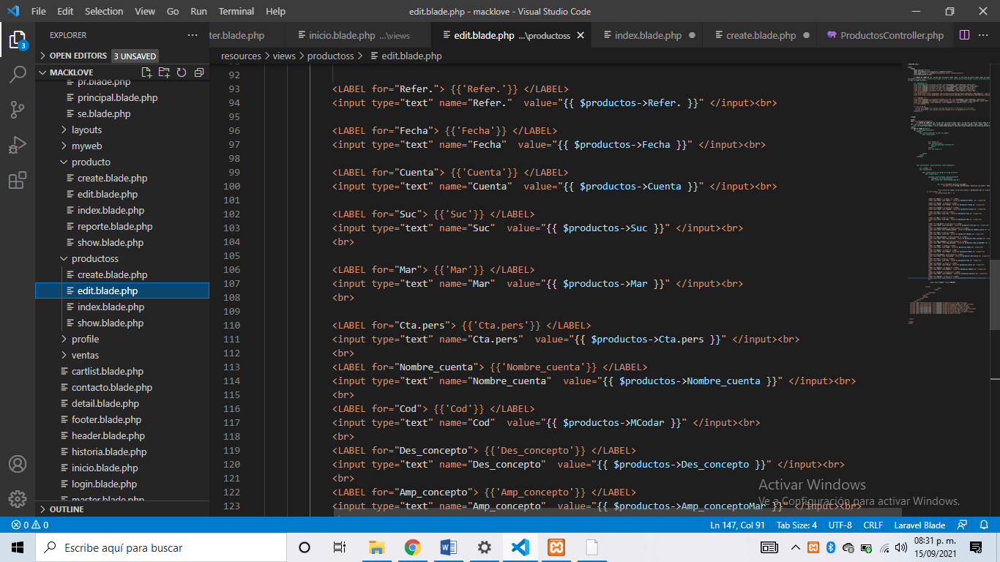 File Edit Selection View Go Run Terminal Help edit.blade.php - macklove - Visual Studio Code
EXPLORER
ter.blade.php inicio.blade.php ...\views edit.blade.php ...\productoss index.blade.php create.blade.php ProductosController.php
OPEN EDITORS 3 UNSAVED
resources > views > productoss > edit.blade.php
3
MACKLOVE
pr.blade.php
principal.blade.php
se.blade.php
layouts
myweb
producto
create.blade.php
edit.blade.php
index.blade.php
reporte.blade.php
show.blade.php
productoss
create.blade.php
edit.blade.php
index.blade.php
show.blade.php
profile
ventas
cartlist.blade.php
contacto.blade.php
detail.blade.php
footer.blade.php
header.blade.php
historia.blade.php
inicio.blade.php
login.blade.php
master.blade.php
OUTLINE
92
93 <LABEL for="Refer."> {{'Refer.'}} </LABEL>
94 <input type="text" name="Refer."  value="{{ $productos->Refer. }}" </input><br>
95
96 <LABEL for="Fecha"> {{'Fecha'}} </LABEL>
97 <input type="text" name="Fecha"  value="{{ $productos->Fecha }}" </input><br>
98
99 <LABEL for="Cuenta"> {{'Cuenta'}} </LABEL>
100 <input type="text" name="Cuenta"  value="{{ $productos->Cuenta }}" </input><br>
101
102 <LABEL for="Suc"> {{'Suc'}} </LABEL>
103 <input type="text" name="Suc"  value="{{ $productos->Suc }}" </input><br>
104 <br>
105
106 <LABEL for="Mar"> {{'Mar'}} </LABEL>
107 <input type="text" name="Mar"  value="{{ $productos->Mar }}" </input><br>
108 <br>
109
110 <LABEL for="Cta.pers"> {{'Cta.pers'}} </LABEL>
111 <input type="text" name="Cta.pers"  value="{{ $productos->Cta.pers }}" </input><br>
112 <br>
113 <LABEL for="Nombre_cuenta"> {{'Nombre_cuenta'}} </LABEL>
114 <input type="text" name="Nombre_cuenta"  value="{{ $productos->Nombre_cuenta }}" </input><br>
115 <br>
116 <LABEL for="Cod"> {{'Cod'}} </LABEL>
117 <input type="text" name="Cod"  value="{{ $productos->MCodar }}" </input><br>
118 <br>
119 <LABEL for="Des_concepto"> {{'Des_concepto'}} </LABEL>
120 <input type="text" name="Des_concepto"  value="{{ $productos->Des_concepto }}" </input><br>
121 <br>
122 <LABEL for="Amp_concepto"> {{'Amp_concepto'}} </LABEL>
123 <input type="text" name="Amp_concepto"  value="{{ $productos->Amp_conceptoMar }}" </input><br>
Activar Windows
Ve a Configuración para activar Windows.
0 0 Ln 147, Col 91 Tab Size: 4 UTF-8 CRLF Laravel Blade
Escribe aquí para buscar
08:31 p. m.
15/09/2021